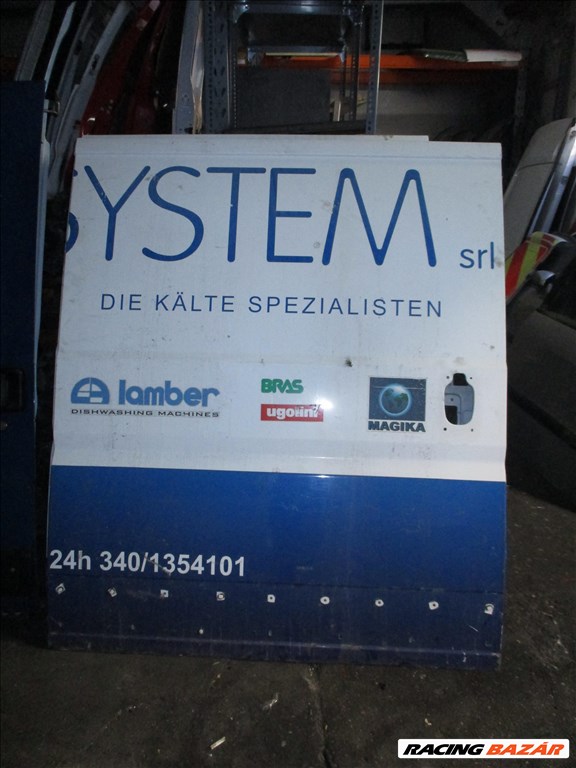 SYSTEM srl
DIE KÄLTE SPEZIALISTEN
lamber
DISHWASHING MACHINES
BRAS
ugolini
MAGIKA
24h 340/1354101
RACING BAZÁR